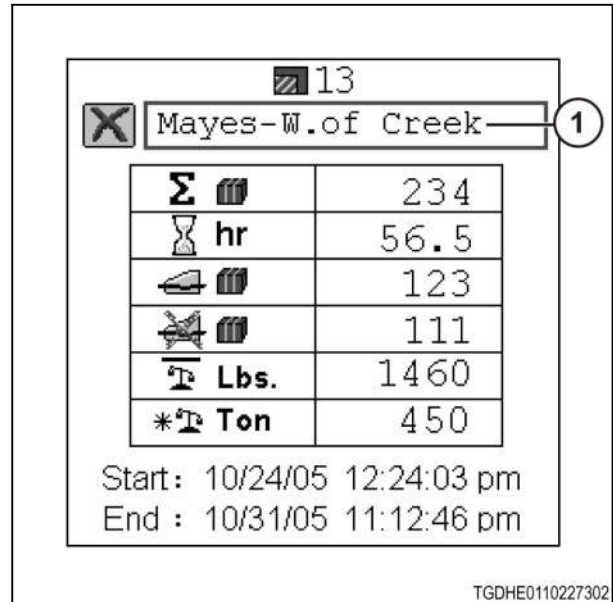 13
Mayes-W.of Creek
1
Σ 234
hr 56.5
123
111
Lbs. 1460
* Ton 450
Start: 10/24/05 12:24:03 pm
End : 10/31/05 11:12:46 pm
TGDHE0110227302